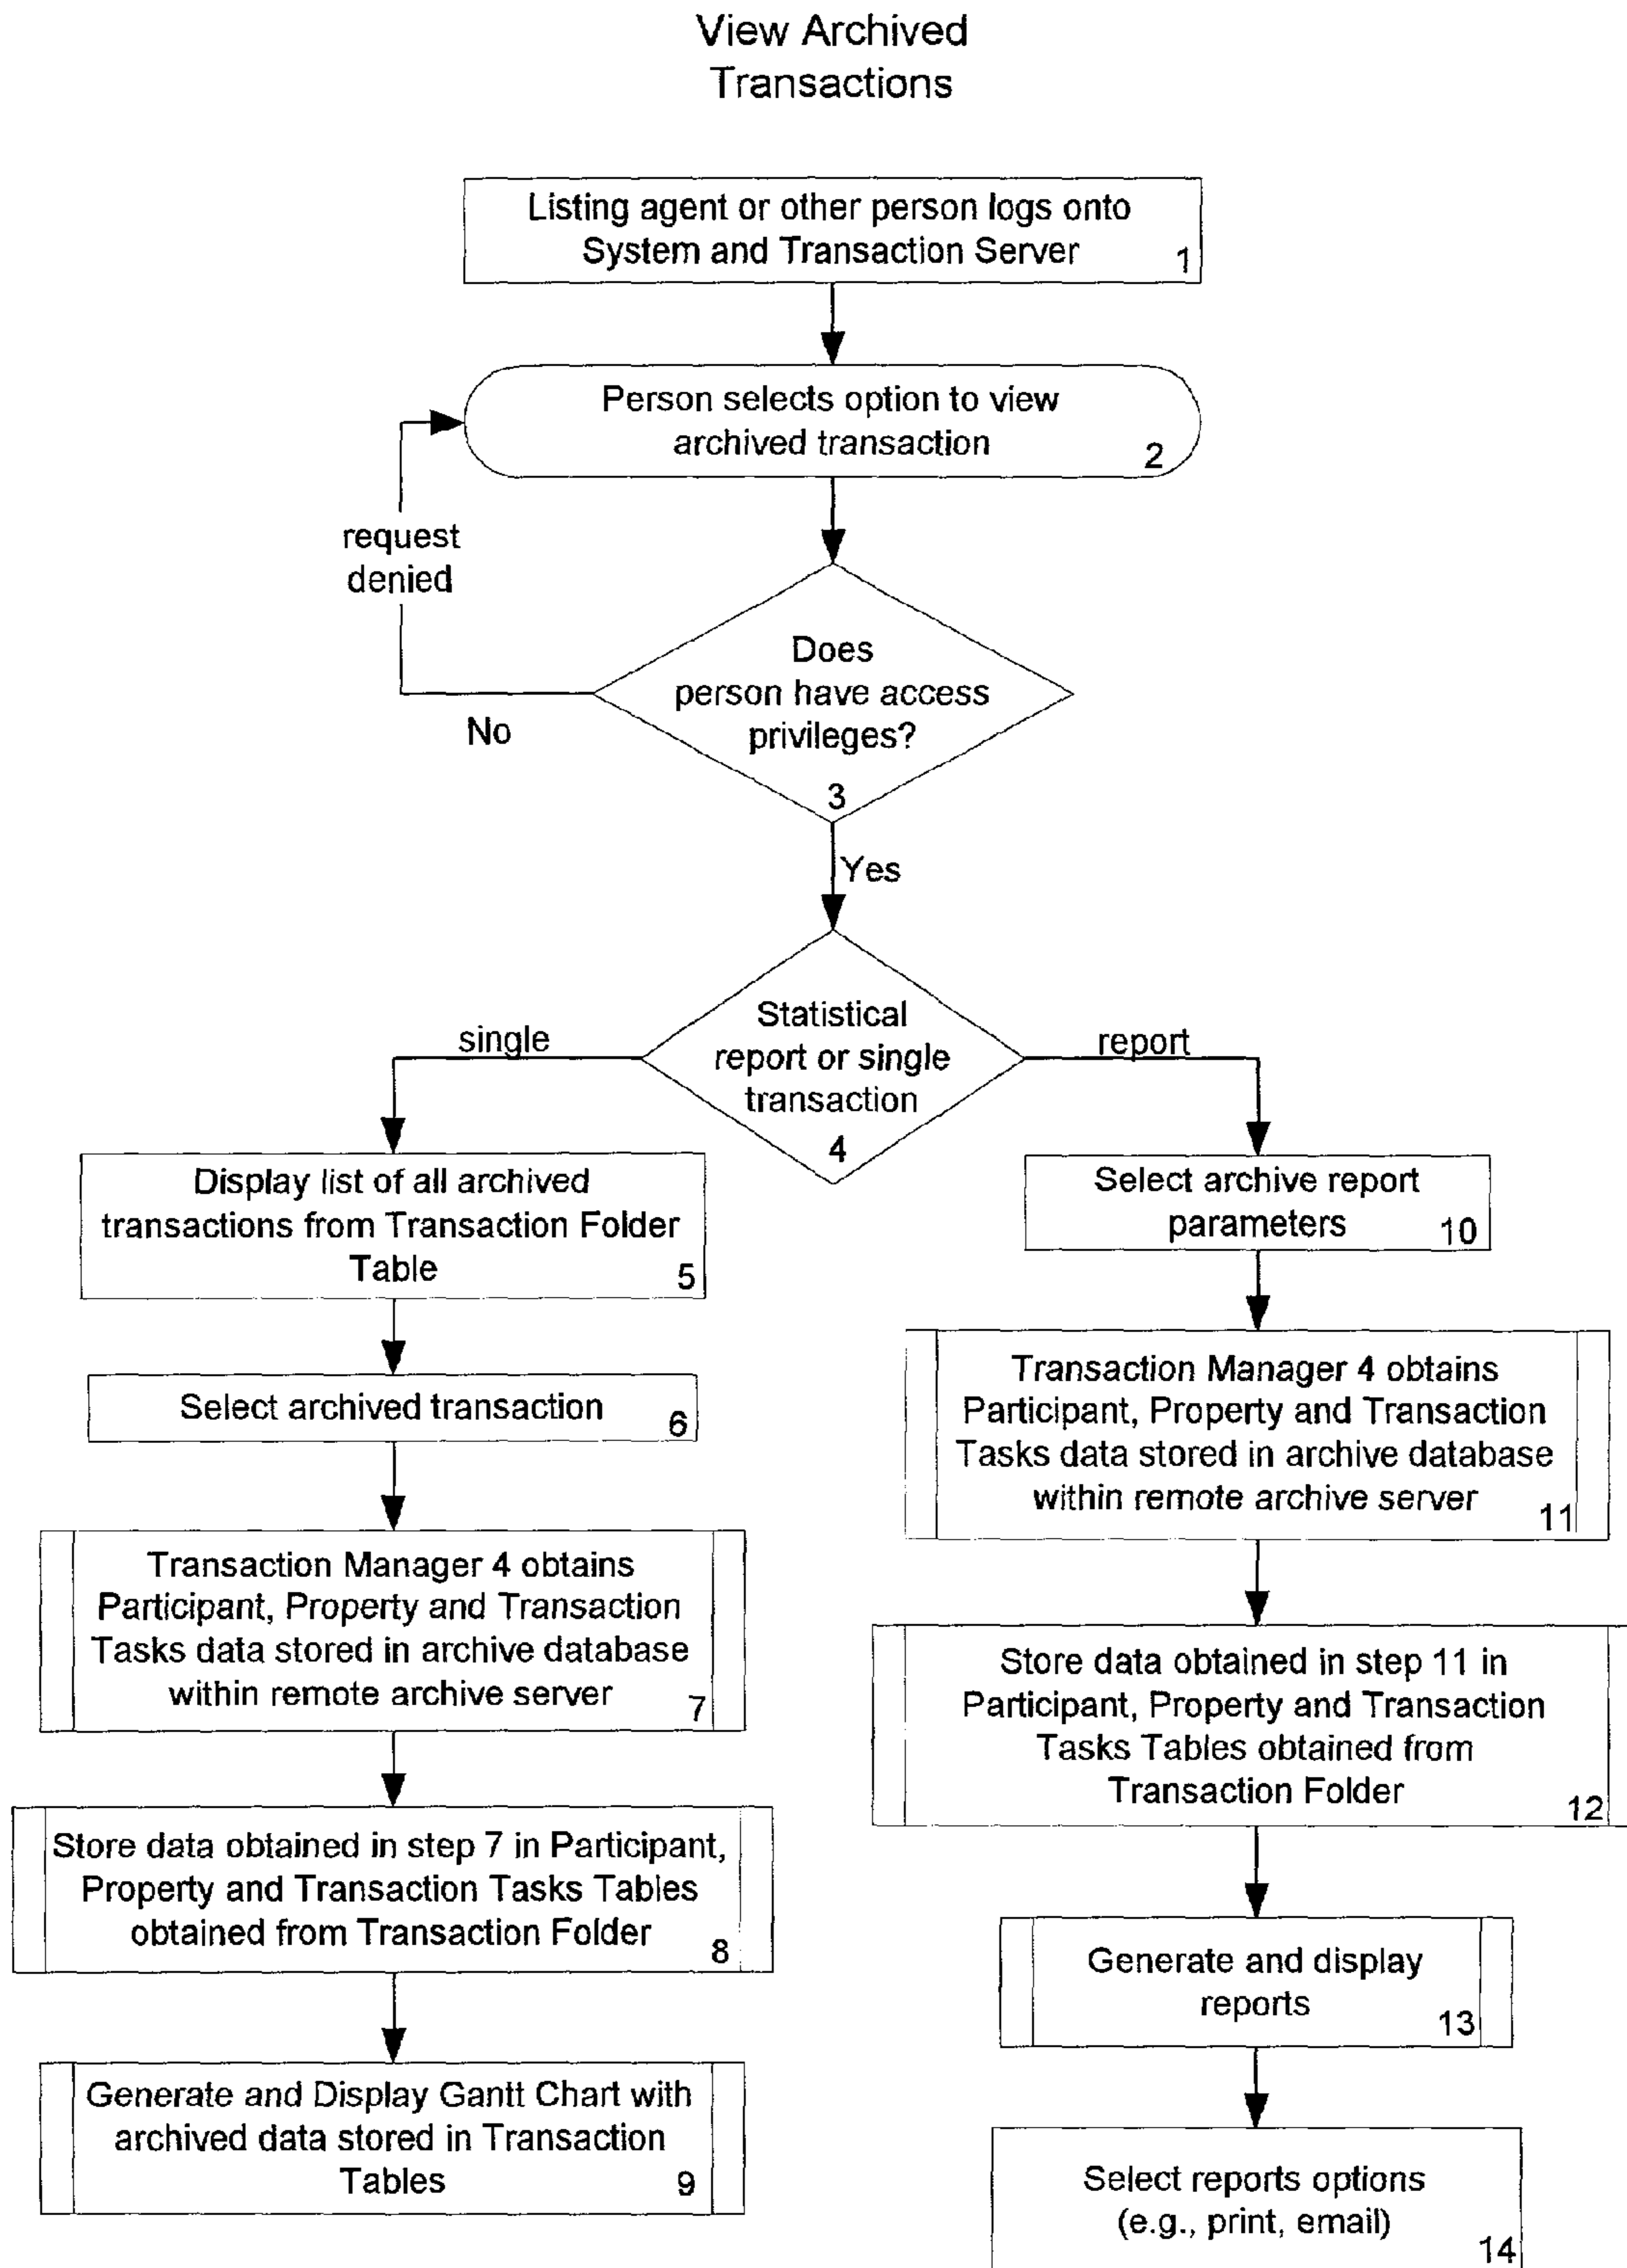 View Archived
Transactions
Listing agent or other person logs onto
System and Transaction Server
1
Person selects option to view
archived transaction
2
request
denied
Does
person have access
privileges?
No
3
Yes
Statistical
report or single
transaction
4
single
report
Display list of all archived
transactions from Transaction Folder
Table
5
Select archived transaction
6
Transaction Manager 4 obtains
Participant, Property and Transaction
Tasks data stored in archive database
within remote archive server
7
Store data obtained in step 7 in Participant,
Property and Transaction Tasks Tables
obtained from Transaction Folder
8
Generate and Display Gantt Chart with
archived data stored in Transaction
Tables
9
Select archive report
parameters
10
Transaction Manager 4 obtains
Participant, Property and Transaction
Tasks data stored in archive database
within remote archive server
11
Store data obtained in step 11 in
Participant, Property and Transaction
Tasks Tables obtained from
Transaction Folder
12
Generate and display
reports
13
Select reports options
(e.g., print, email)
14